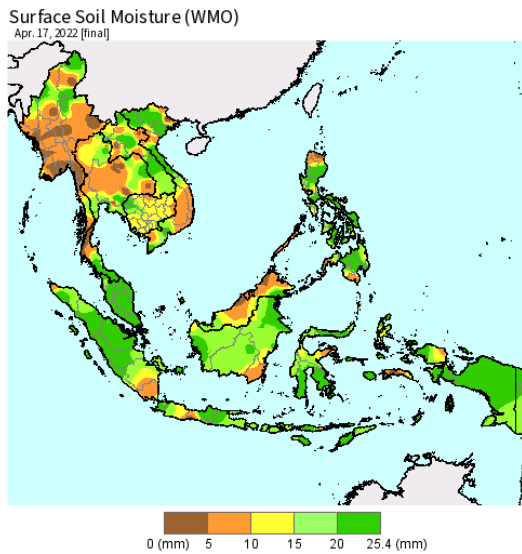 Surface Soil Moisture (WMO)
Apr. 17, 2022 [final]
0 (mm) 5 10 15 20 25.4 (mm)